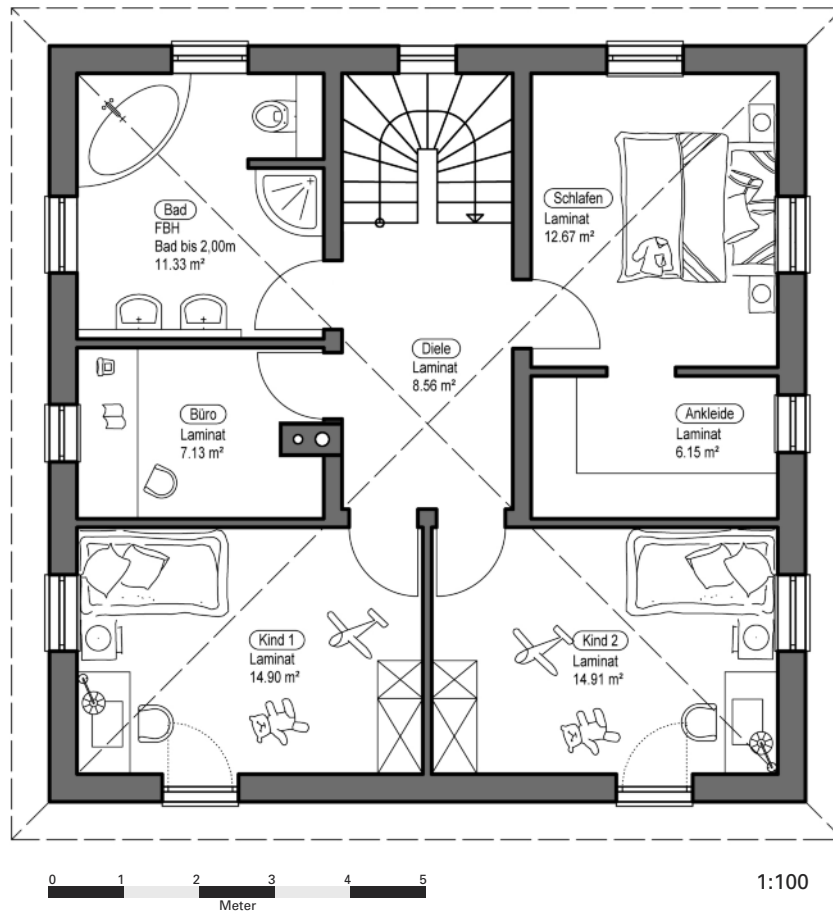 Bad
FBH
Bad bis 2,00m
11.33 m²
Schlafen
Laminat
12.67 m²
Diele
Laminat
8.56 m²
Büro
Laminat
7.13 m²
Ankleide
Laminat
6.15 m²
Kind 1
Laminat
14.90 m²
Kind 2
Laminat
14.91 m²
0 1 2 3 4 5
Meter
1:100